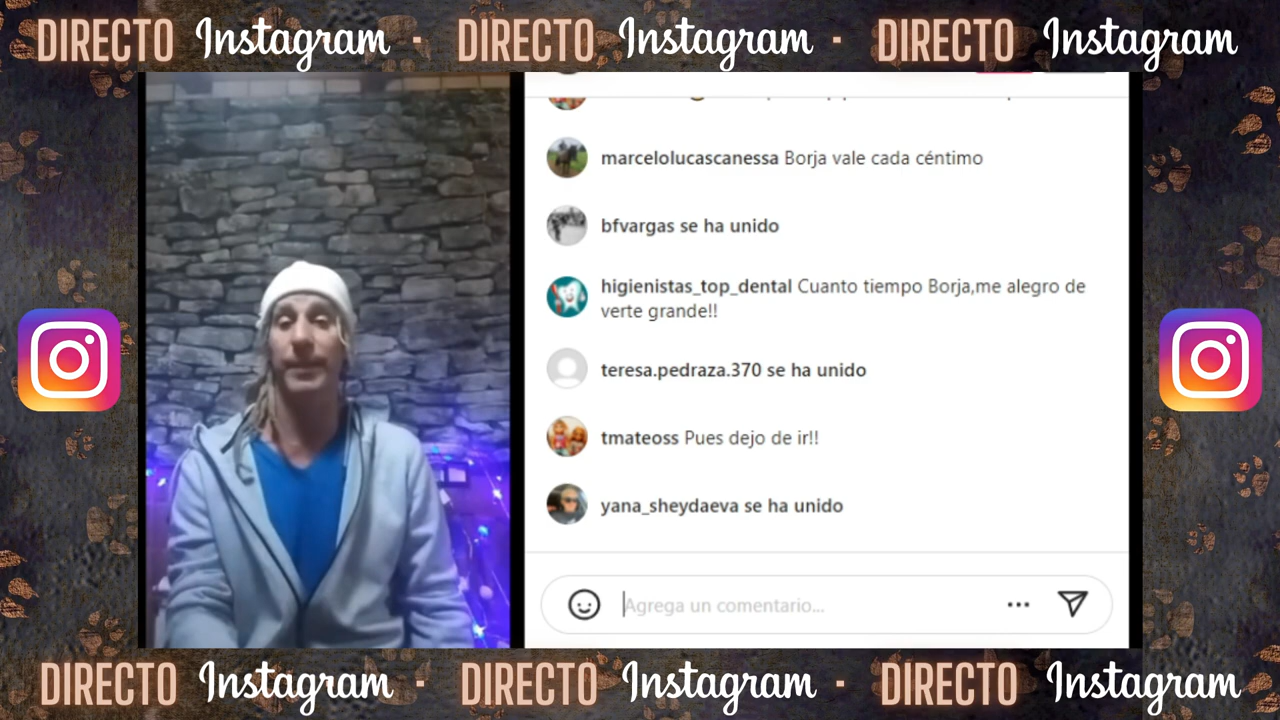 DIRECTO Instagram · DIRECTO Instagram · DIRECTO Instagram
marcelolucascanessa Borja vale cada céntimo
bfvargas se ha unido
higienistas_top_dental Cuanto tiempo Borja,me alegro de
verte grande!!
teresa.pedraza.370 se ha unido
tmateoss Pues dejo de ir!!
yana_sheydaeva se ha unido
Agrega un comentario...
DIRECTO Instagram · DIRECTO Instagram · DIRECTO Instagram